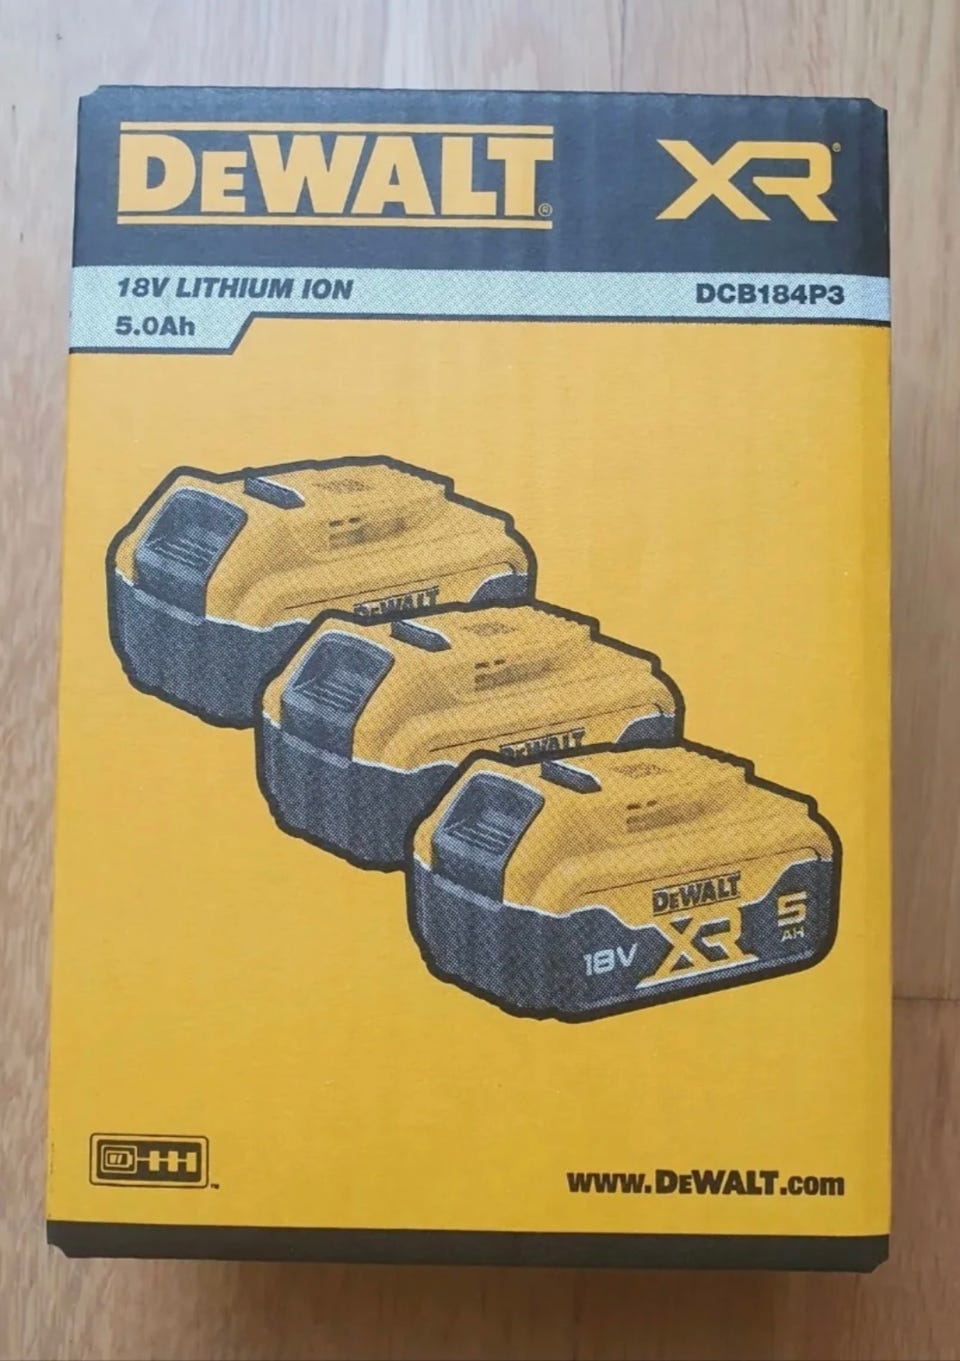 DEWALT® XR®
18V LITHIUM ION DCB184P3
5.0Ah
DEWALT
DEWALT
DEWALT
18V XR 5
AH
www.DEWALT.com